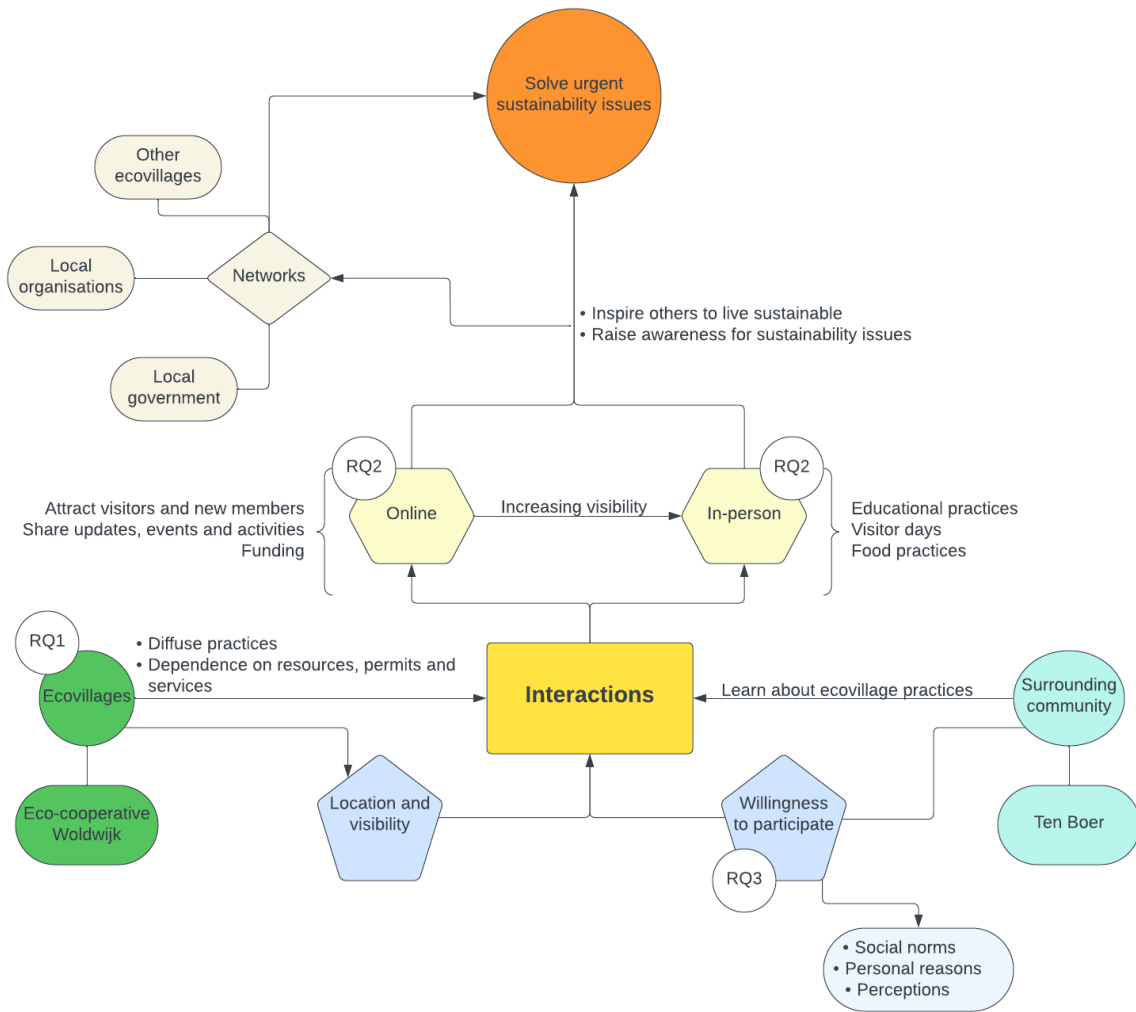 Solve urgent
sustainability issues
Other
ecovillages
Local
organisations
Networks
Local
government
• Inspire others to live sustainable
• Raise awareness for sustainability issues
RQ2
RQ2
Attract visitors and new members
Share updates, events and activities
Funding
Online
Increasing visibility
In-person
Educational practices
Visitor days
Food practices
RQ1
• Diffuse practices
• Dependence on resources, permits and
services
Ecovillages
Interactions
Learn about ecovillage practices
Surrounding
community
Eco-cooperative
Woldwijk
Location and
visibility
Willingness
to participate
Ten Boer
RQ3
• Social norms
• Personal reasons
• Perceptions